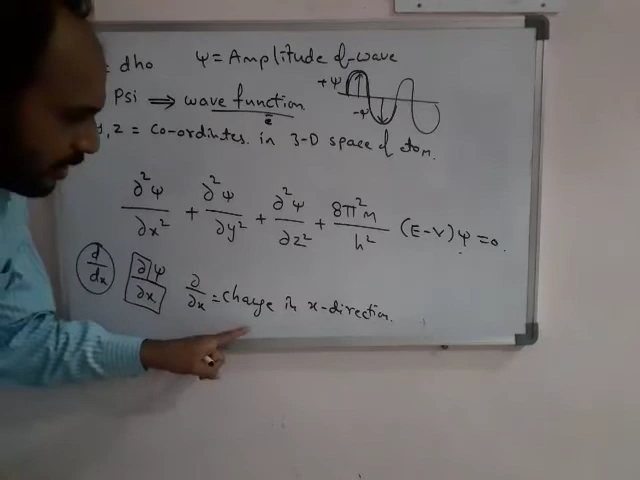 = dho ψ = Amplitude of-wave
+ψ
Psi ⟹ wave function
e
-ψ
y, z = Co-ordintes. in 3-D space of atom.
∂²ψ/∂x² + ∂²ψ/∂y² + ∂²ψ/∂z² + 8π²m/h² (E-V)ψ = 0.
d/dx ∂ψ/∂x ∂/∂x = change in x-direction.